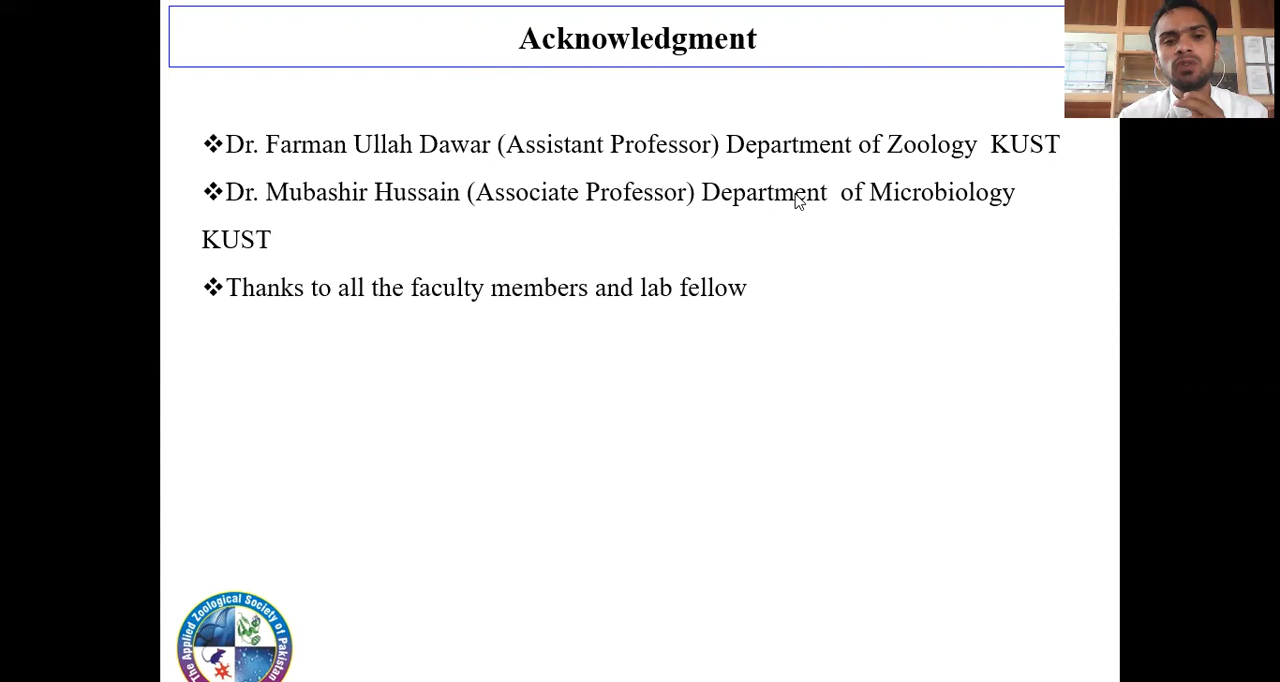 Acknowledgment
❖Dr. Farman Ullah Dawar (Assistant Professor) Department of Zoology KUST
❖Dr. Mubashir Hussain (Associate Professor) Department of Microbiology
KUST
❖Thanks to all the faculty members and lab fellow
The Applied Zoological Society of Pakistan